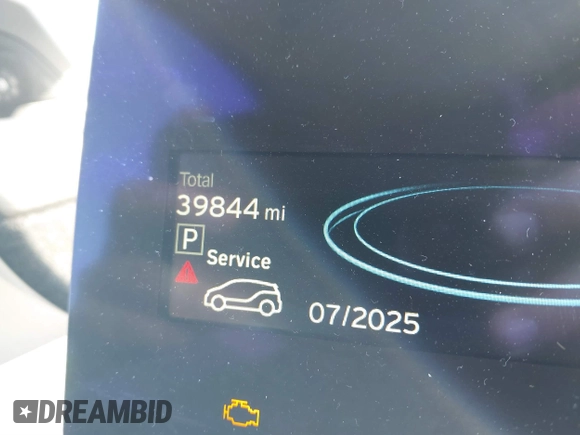 Total
39844 mi
P
Service
07/2025
DREAMBID